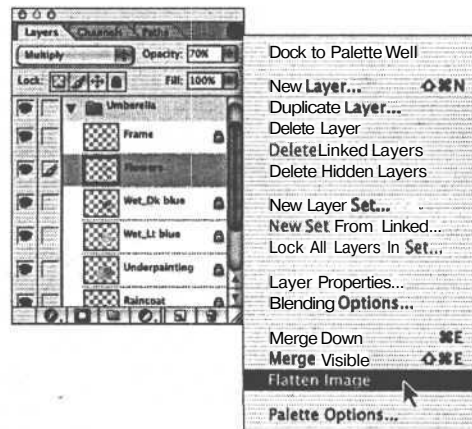 Layers Channels Paths
Multiply Opacity: 70%
Lock: Fill: 100%
Umberella
Frame
Flowers
Wet_Dk blue
Wet_Lt blue
Underpainting
Raincoat
Dock to Palette Well
New Layer... ⇧⌘N
Duplicate Layer...
Delete Layer
DeleteLinked Layers
Delete Hidden Layers
New Layer Set...
New Set From Linked...
Lock All Layers In Set...
Layer Properties...
Blending Options...
Merge Down ⌘E
Merge Visible ⇧⌘E
Flatten Image
Palette Options...